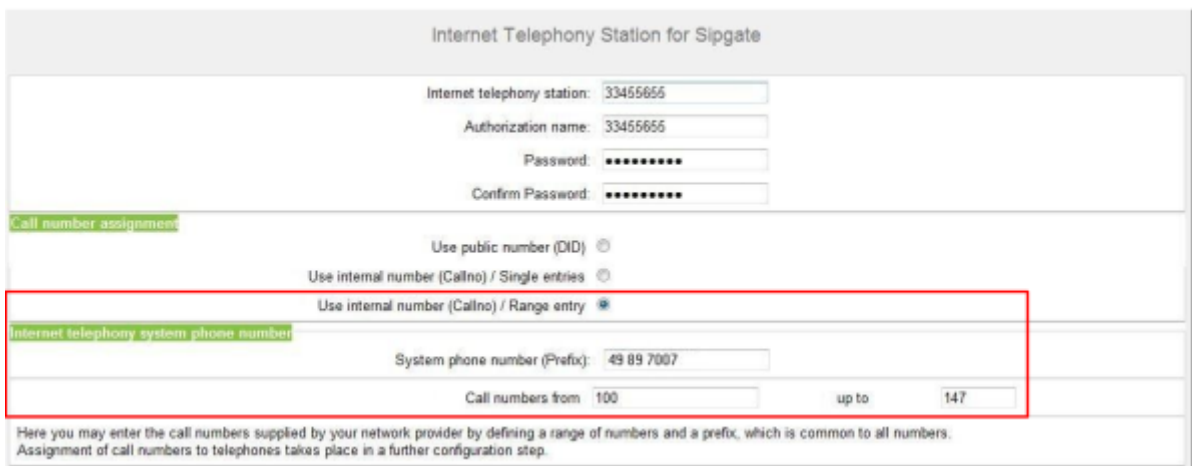 Internet Telephony Station for Sipgate
Internet telephony station: 33455655
Authorization name: 33455655
Password: •••••••••
Confirm Password: •••••••••
Call number assignment
Use public number (DID)
Use internal number (Callno) / Single entries
Use internal number (Callno) / Range entry
Internet telephony system phone number
System phone number (Prefix): 49 89 7007
Call numbers from 100 up to 147
Here you may enter the call numbers supplied by your network provider by defining a range of numbers and a prefix, which is common to all numbers.
Assignment of call numbers to telephones takes place in a further configuration step.